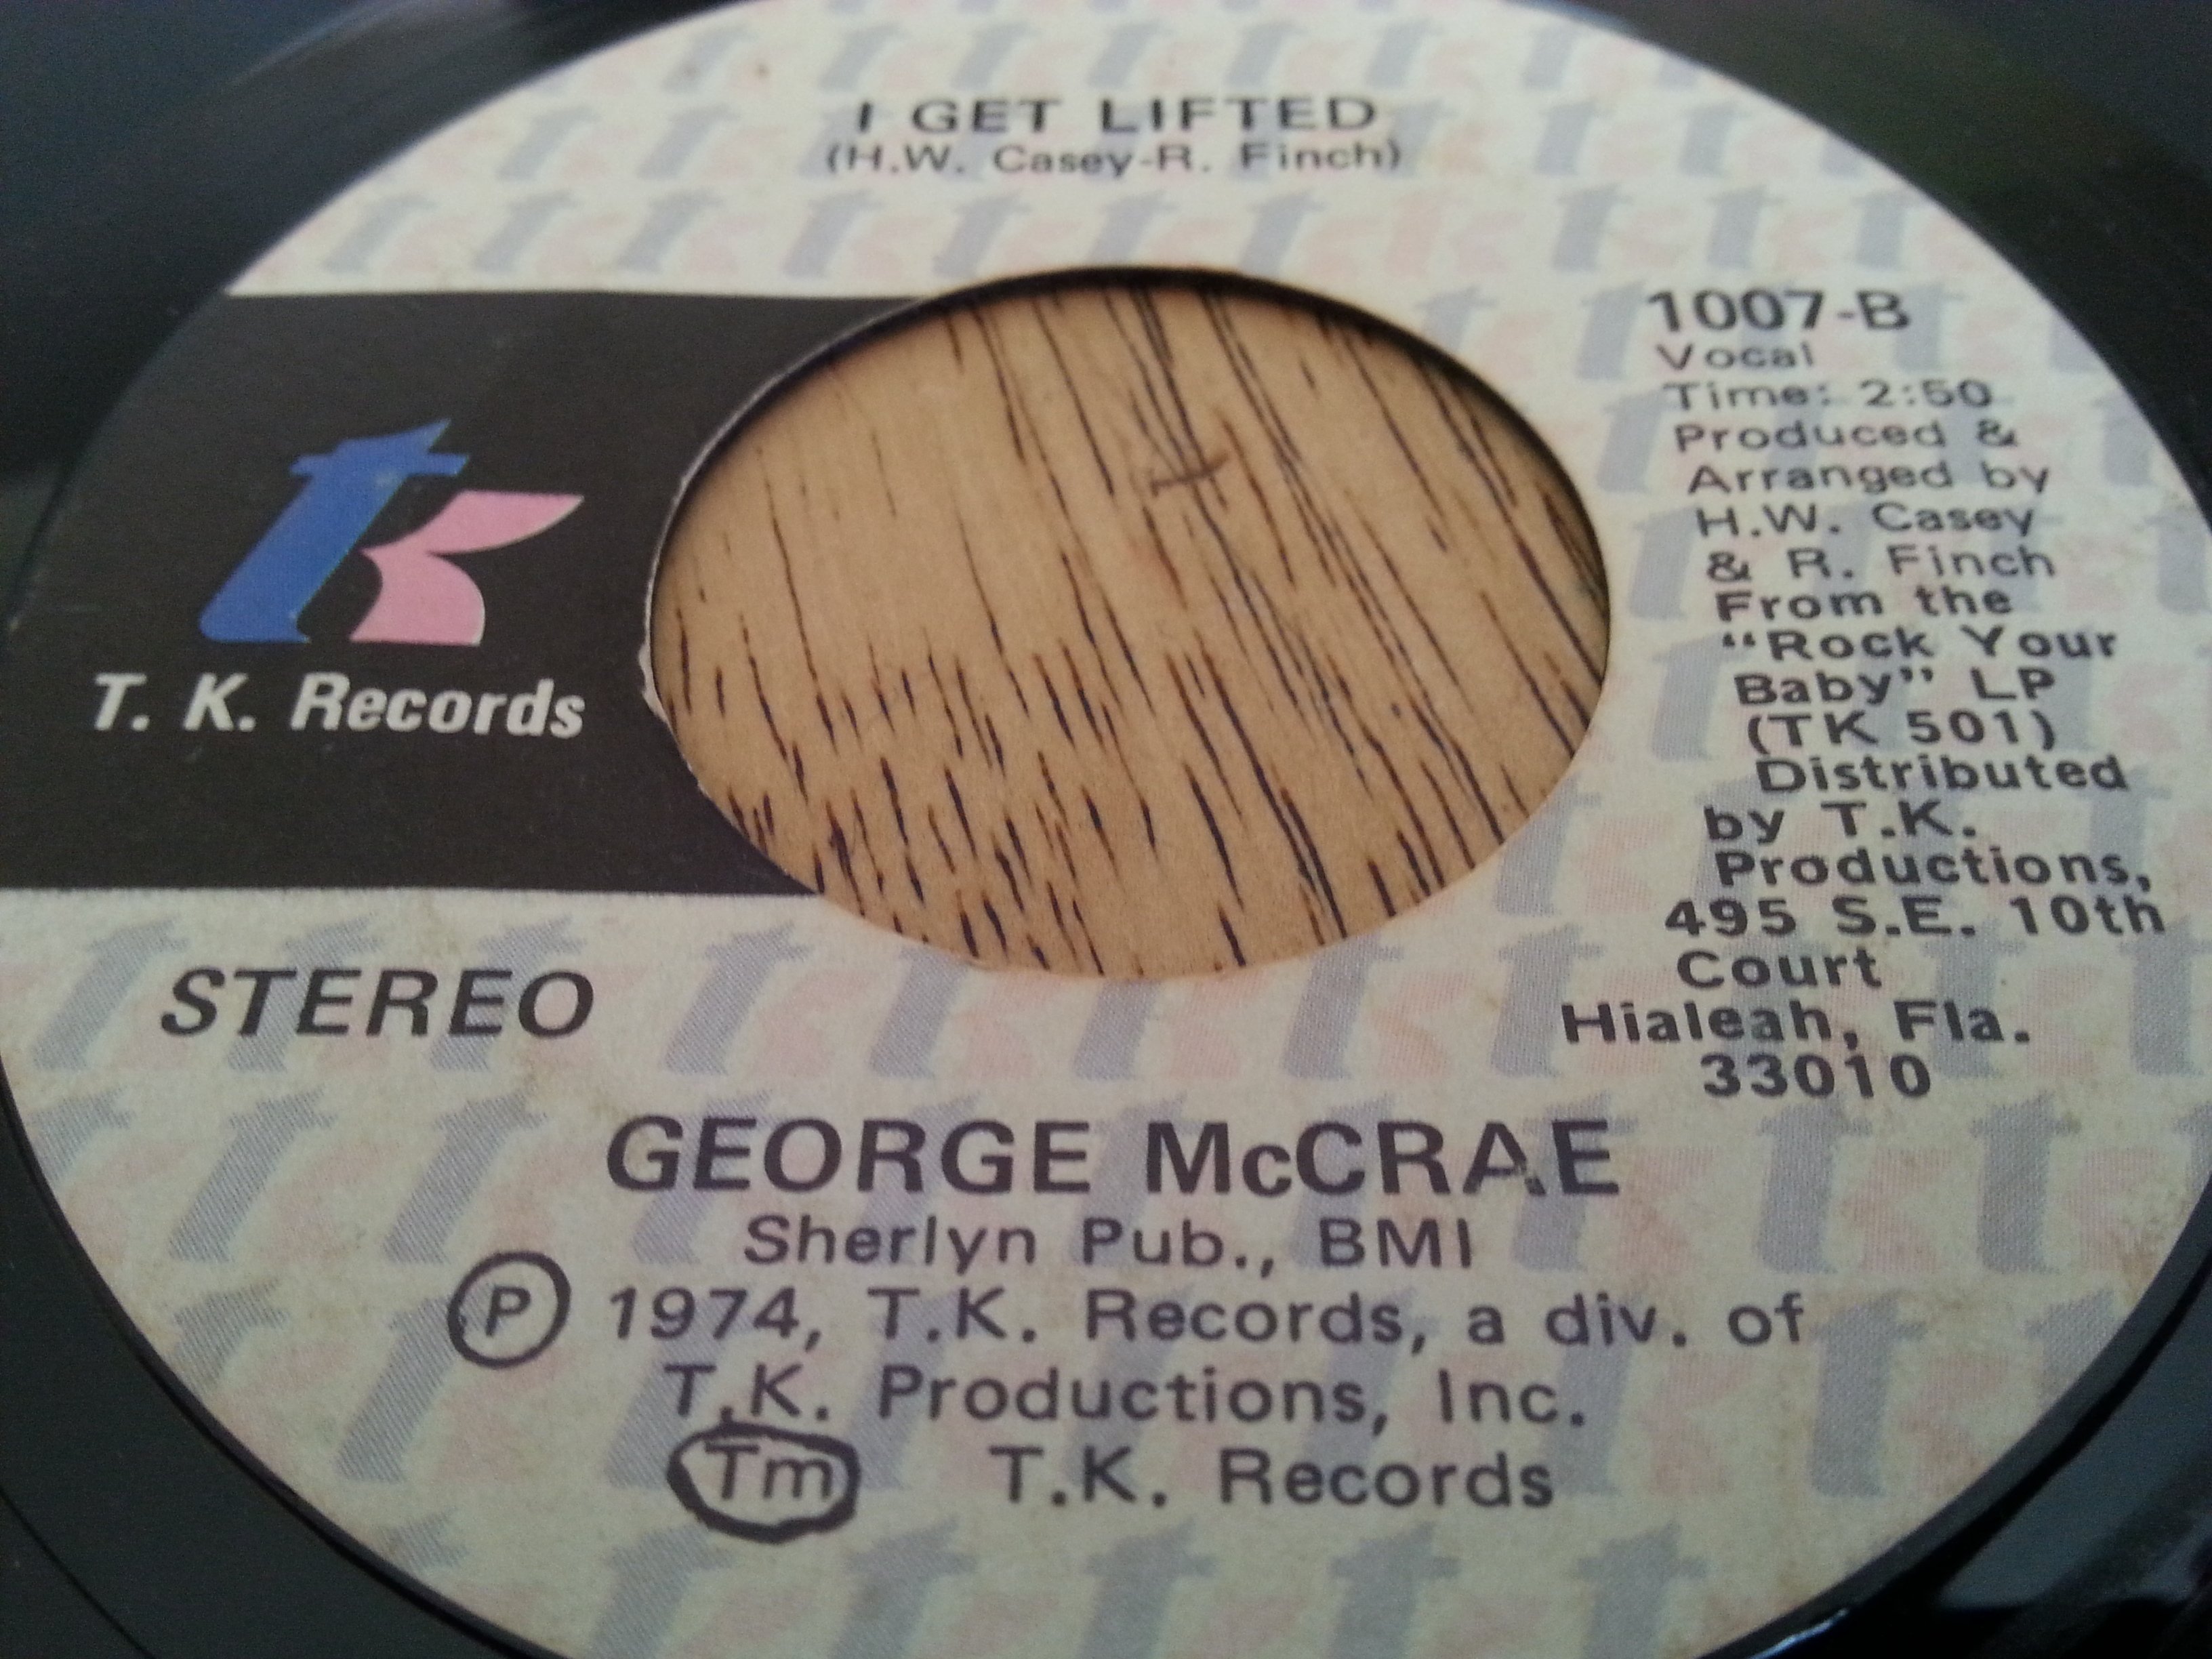 I GET LIFTED
(H.W. Casey-R. Finch)
tk
T. K. Records
STEREO
1007-B
Vocal
Time: 2:50
Produced &
Arranged by
H.W. Casey
& R. Finch
From the
"Rock Your
Baby" LP
(TK 501)
Distributed
by T.K.
Productions,
495 S.E. 10th
Court
Hialeah, Fla.
33010
GEORGE McCRAE
Sherlyn Pub., BMI
Ⓟ 1974, T.K. Records, a div. of
T.K. Productions, Inc.
Tm T.K. Records